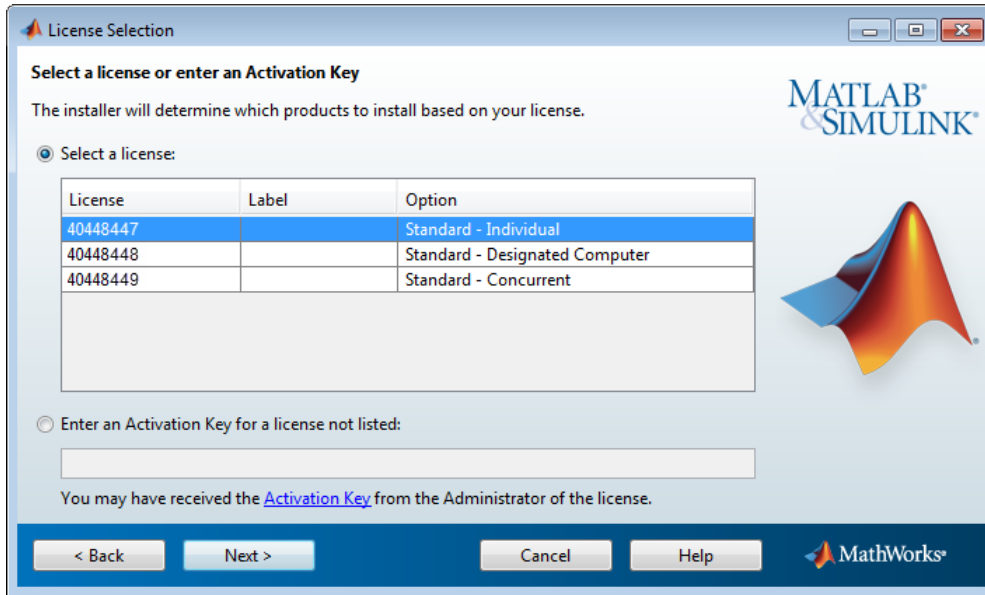 License Selection
Select a license or enter an Activation Key
The installer will determine which products to install based on your license.
MATLAB®
&SIMULINK®
Select a license:
License Label Option
40448447 Standard - Individual
40448448 Standard - Designated Computer
40448449 Standard - Concurrent
Enter an Activation Key for a license not listed:
You may have received the Activation Key from the Administrator of the license.
< Back Next > Cancel Help MathWorks®